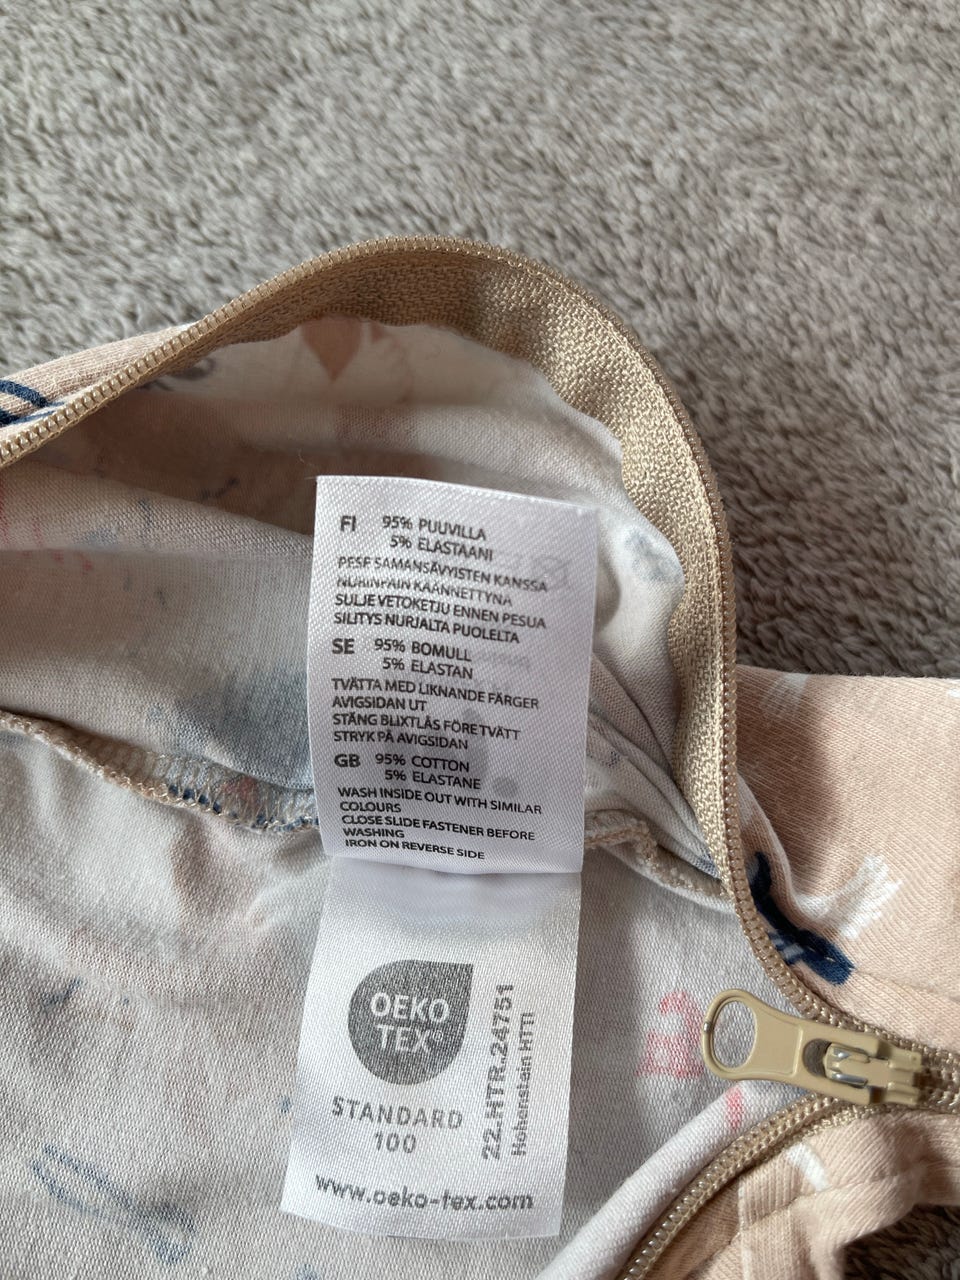 FI 95% PUUVILLA
5% ELASTAANI
PESE SAMANSÄVYISTEN KANSSA
NURINPÄIN KÄÄNNETTYNÄ
SULJE VETOKETJU ENNEN PESUA
SILITYS NURJALTA PUOLELTA
SE 95% BOMULL
5% ELASTAN
TVÄTTA MED LIKNANDE FÄRGER
AVIGSIDAN UT
STÄNG BLIXTLÅS FÖRE TVÄTT
STRYK PÅ AVIGSIDAN
GB 95% COTTON
5% ELASTANE
WASH INSIDE OUT WITH SIMILAR
COLOURS
CLOSE SLIDE FASTENER BEFORE
WASHING
IRON ON REVERSE SIDE
OEKO
TEX®
STANDARD
100
22.HTR.24751
Hohenstein HTTI
www.oeko-tex.com